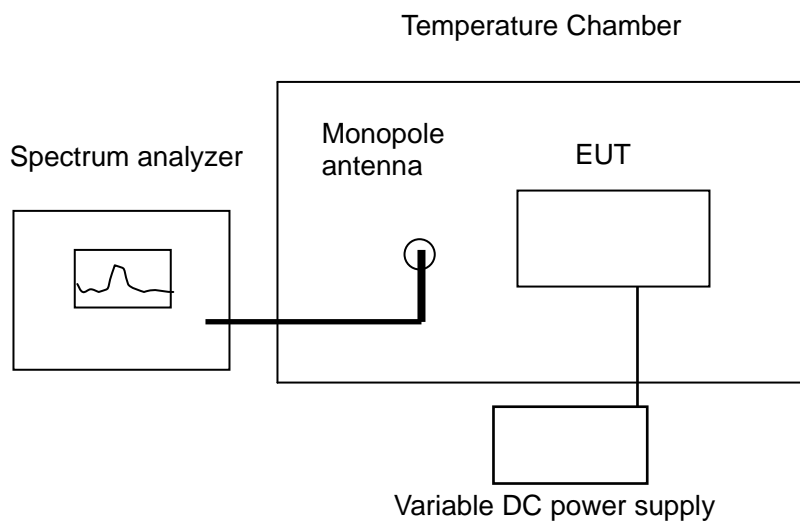 Temperature Chamber
Spectrum analyzer
Monopole
antenna
EUT
Variable DC power supply